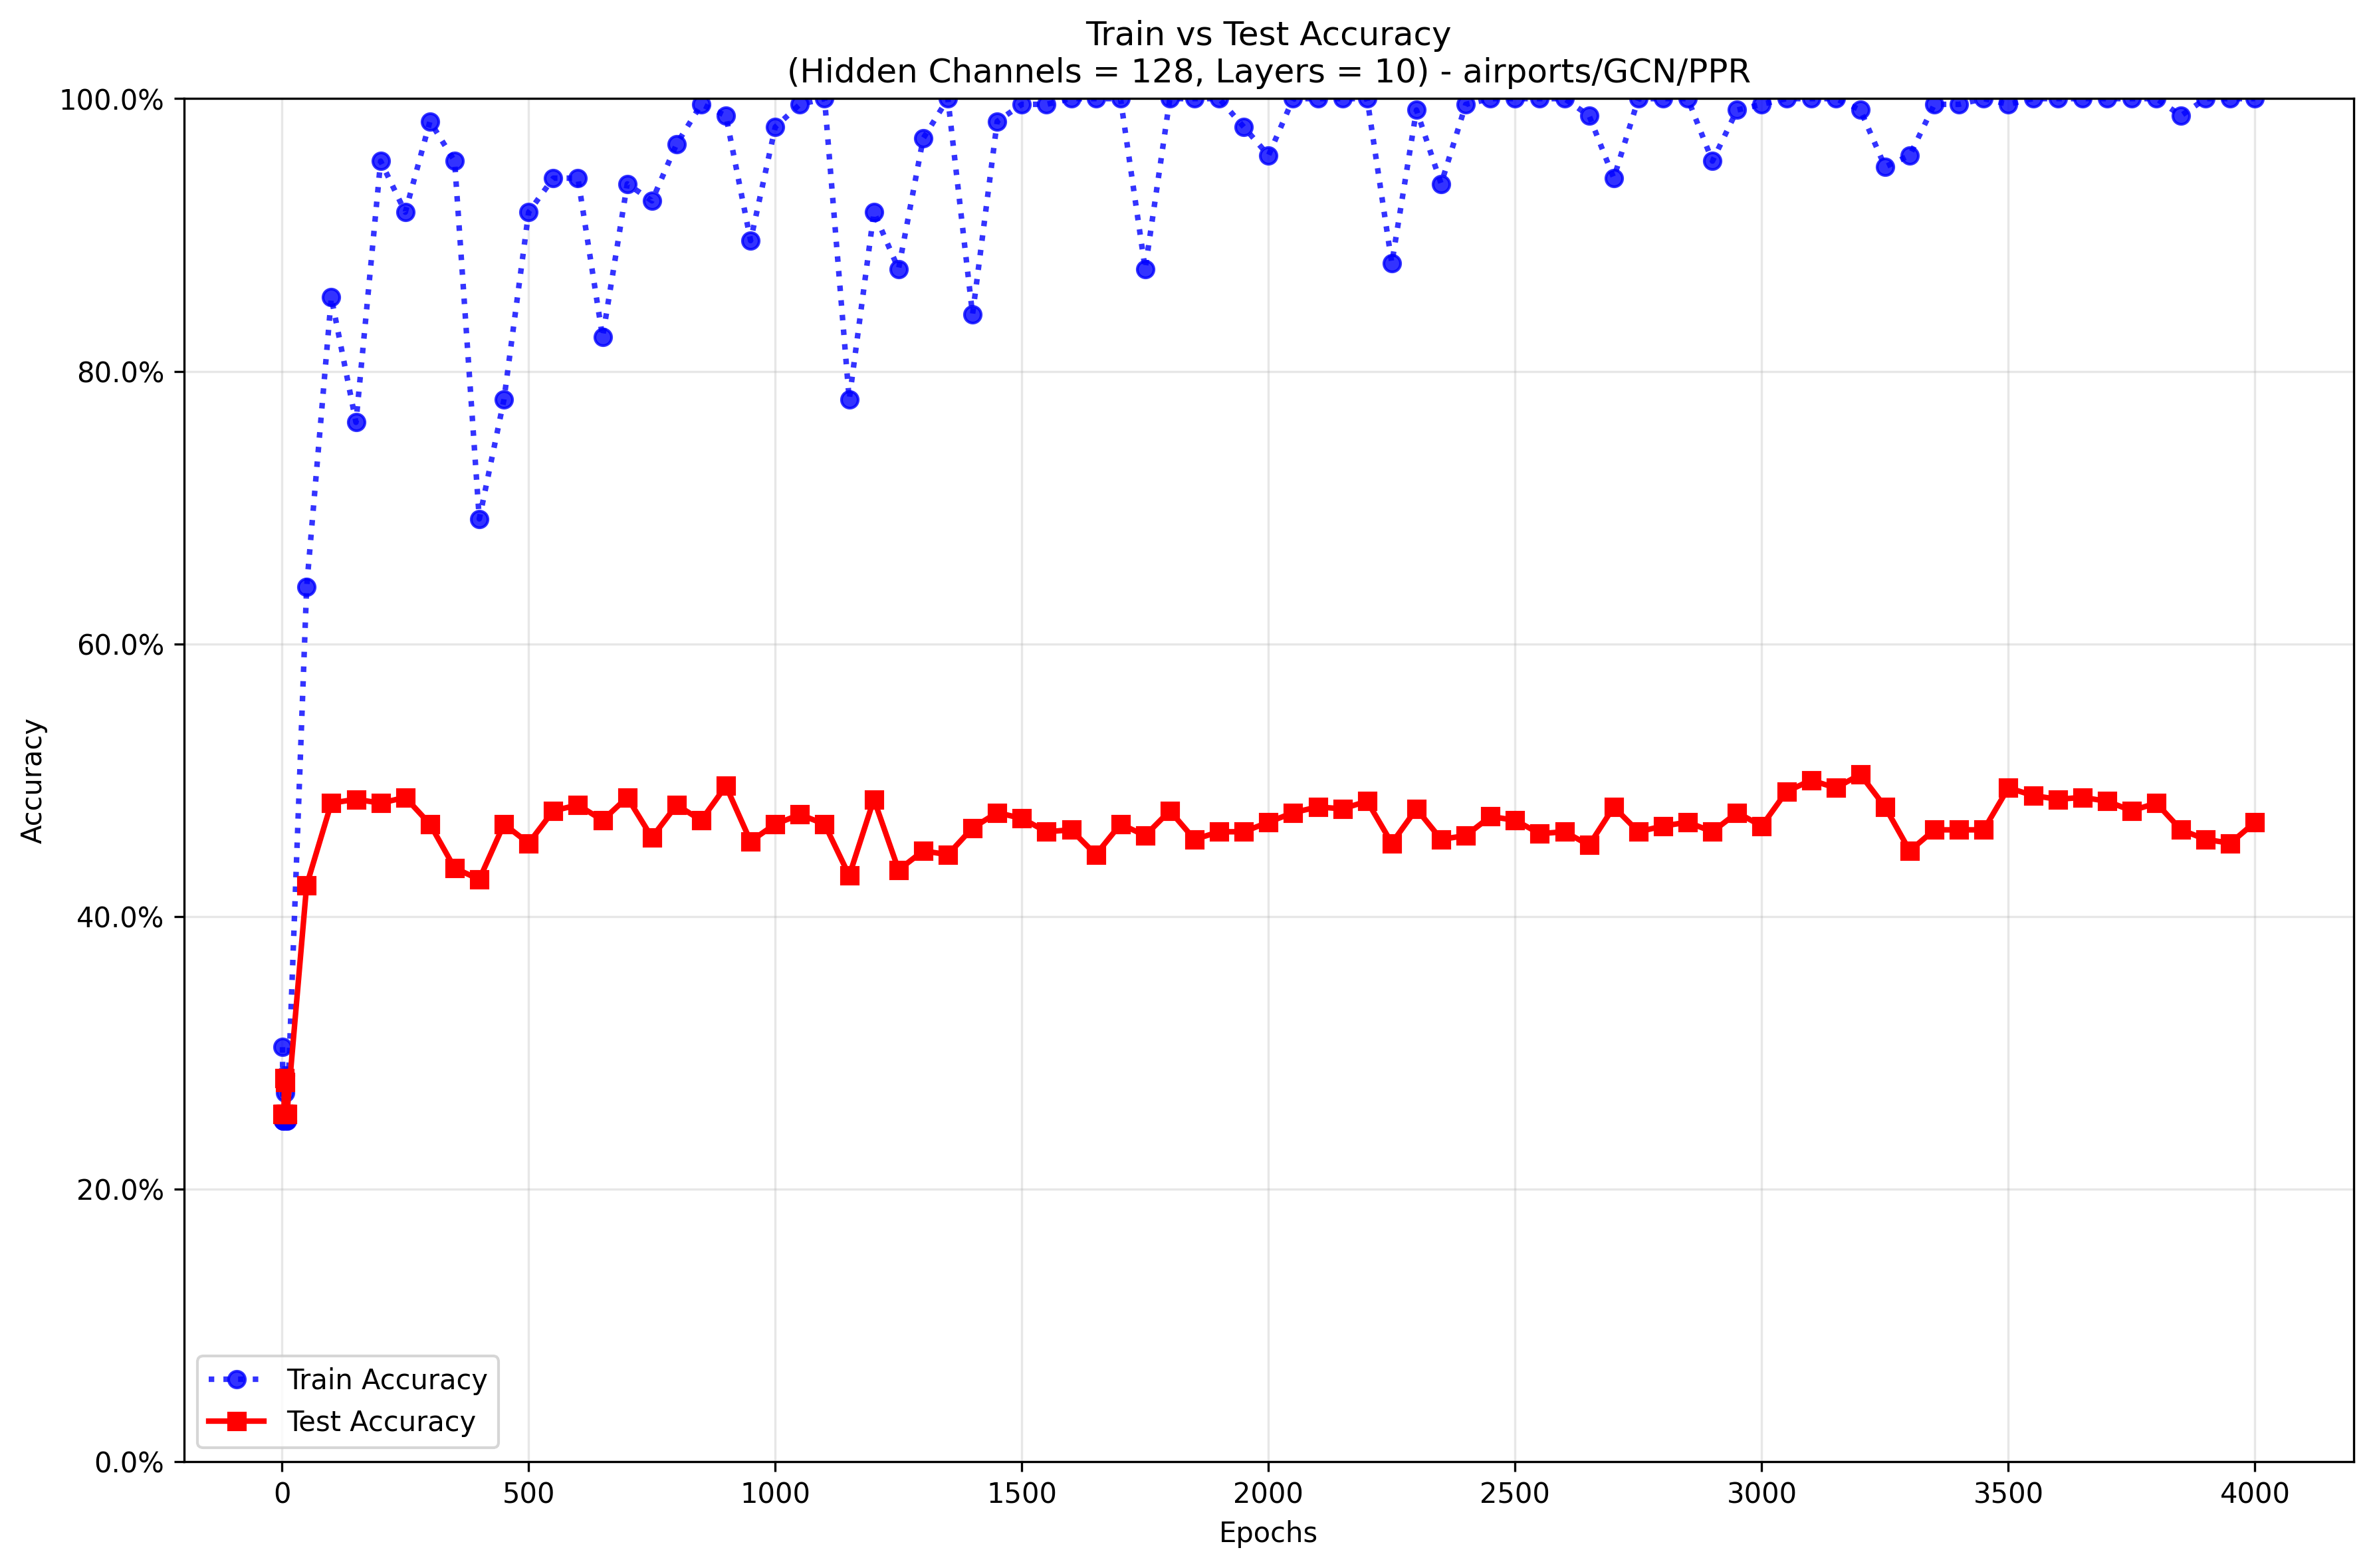 Train vs Test Accuracy
(Hidden Channels = 128, Layers = 10) - airports/GCN/PPR
Accuracy
100.0%
80.0%
60.0%
40.0%
20.0%
0.0%
Train Accuracy
Test Accuracy
0 500 1000 1500 2000 2500 3000 3500 4000
Epochs